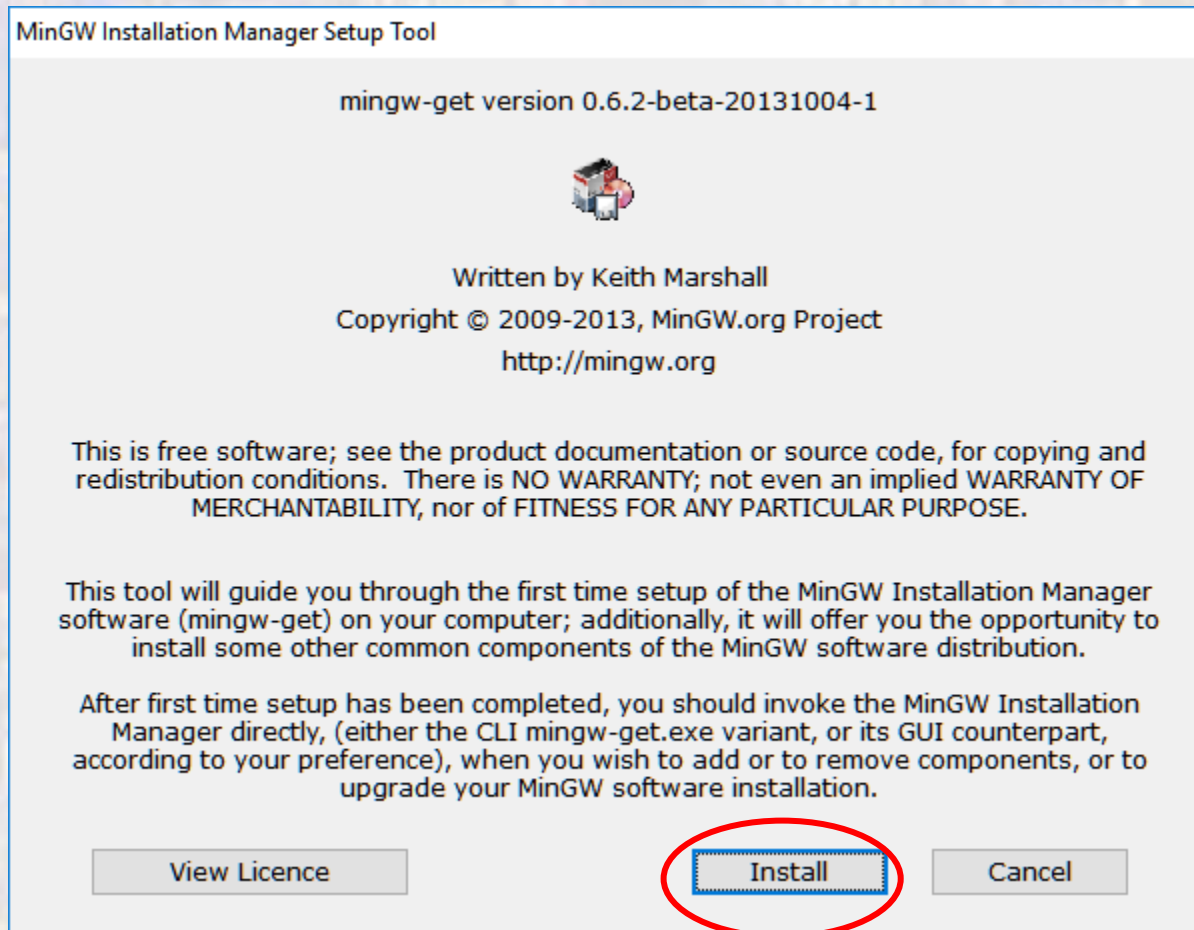 MinGW Installation Manager Setup Tool
mingw-get version 0.6.2-beta-20131004-1
Written by Keith Marshall
Copyright © 2009-2013, MinGW.org Project
http://mingw.org
This is free software; see the product documentation or source code, for copying and
redistribution conditions.  There is NO WARRANTY; not even an implied WARRANTY OF
MERCHANTABILITY, nor of FITNESS FOR ANY PARTICULAR PURPOSE.
This tool will guide you through the first time setup of the MinGW Installation Manager
software (mingw-get) on your computer; additionally, it will offer you the opportunity to
install some other common components of the MinGW software distribution.
After first time setup has been completed, you should invoke the MinGW Installation
Manager directly, (either the CLI mingw-get.exe variant, or its GUI counterpart,
according to your preference), when you wish to add or to remove components, or to
upgrade your MinGW software installation.
View Licence Install Cancel